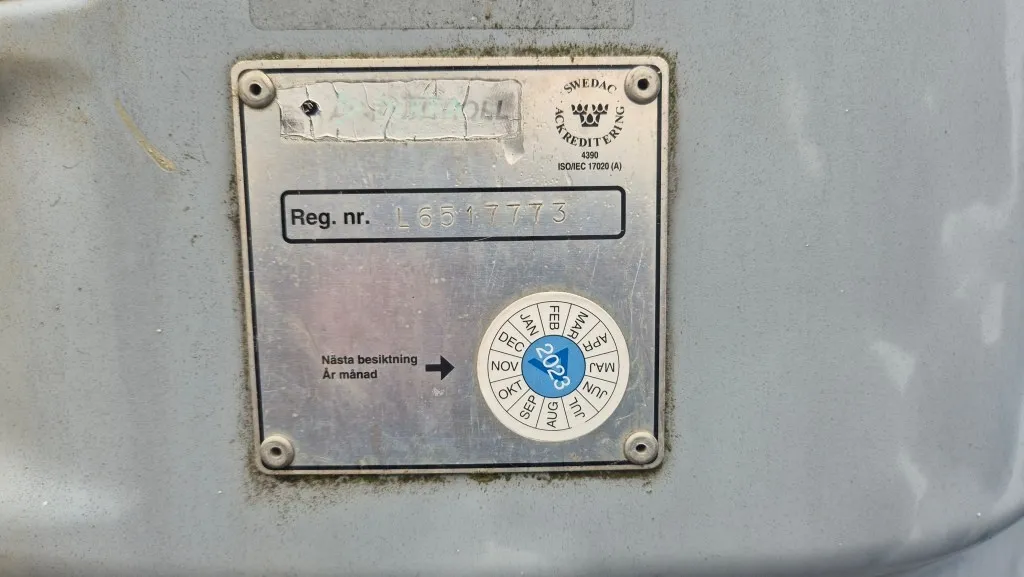 SWEDAC
ACKREDITERING
4390
ISO/IEC 17020 (A)
Reg. nr. L6517773
Nästa besiktning
År månad
JAN
FEB
MAR
APR
MAJ
JUN
JUL
AUG
SEP
OKT
NOV
DEC
2023